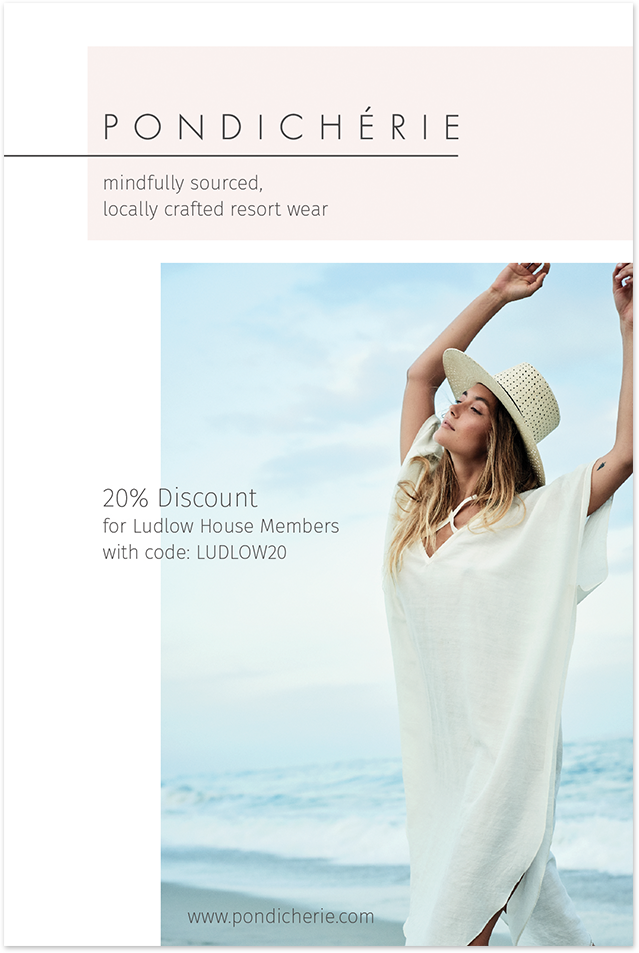 PONDICHÉRIE
mindfully sourced,
locally crafted resort wear
20% Discount
for Ludlow House Members
with code: LUDLOW20
www.pondicherie.com